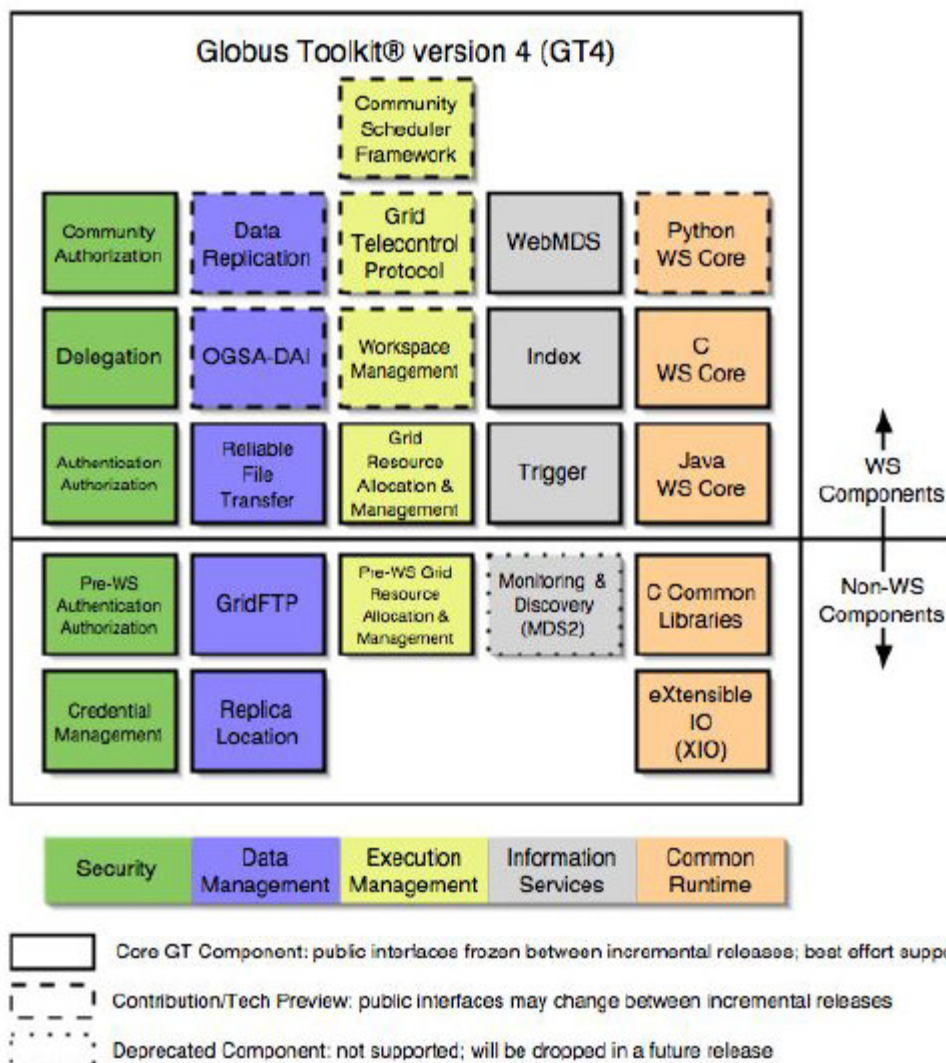 Globus Toolkit® version 4 (GT4)
Community
Scheduler
Framework
Community
Authorization
Data
Replication
Grid
Telecontrol
Protocol
WebMDS
Python
WS Core
Delegation
OGSA-DAI
Workspace
Management
Index
C
WS Core
Authentication
Authorization
Reliable
File
Transfer
Grid
Resource
Allocation &
Management
Trigger
Java
WS Core
WS
Components
Pre-WS
Authentication
Authorization
GridFTP
Pre-WS Grid
Resource
Allocation &
Management
Monitoring &
Discovery
(MDS2)
C Common
Libraries
Non-WS
Components
Credential
Management
Replica
Location
eXtensible
IO
(XIO)
Security
Data
Management
Execution
Management
Information
Services
Common
Runtime
Core GT Component: public interfaces frozen between incremental releases; best effort suppo
Contribution/Tech Preview: public interfaces may change between incremental releases
Deprecated Component: not supported; will be dropped in a future release